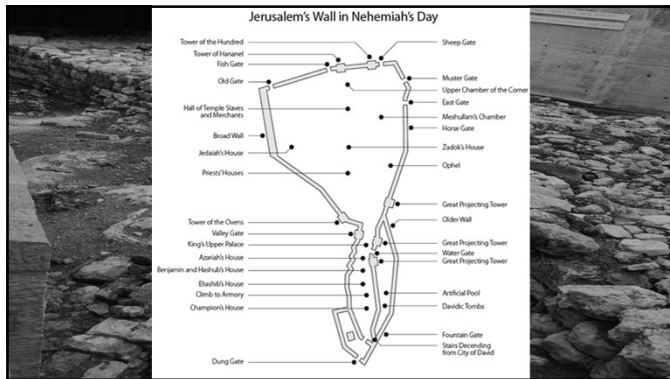 Jerusalem's Wall in Nehemiah's Day
Tower of the Hundred
Tower of Hananel
Fish Gate
Old Gate
Hall of Temple Slaves
and Merchants
Broad Wall
Jedaiah's House
Priests' Houses
Tower of the Ovens
Valley Gate
King's Upper Palace
Azariah's House
Benjamin and Hashub's House
Eliashib's House
Climb to Armory
Champion's House
Dung Gate
Sheep Gate
Muster Gate
Upper Chamber of the Corner
East Gate
Meshullam's Chamber
Horse Gate
Zadok's House
Ophel
Great Projecting Tower
Older Wall
Great Projecting Tower
Water Gate
Great Projecting Tower
Artificial Pool
Davidic Tombs
Fountain Gate
Stairs Decending
from City of David